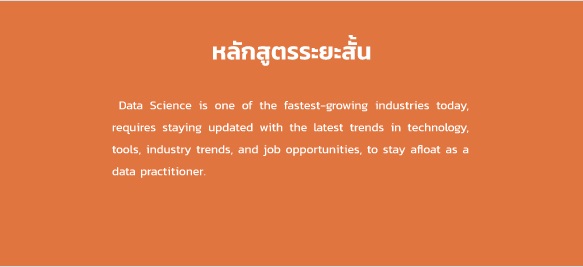 หลักสูตรระยะสั้น
Data Science is one of the fastest-growing industries today,
requires staying updated with the latest trends in technology,
tools, industry trends, and job opportunities, to stay afloat as a
data practitioner.